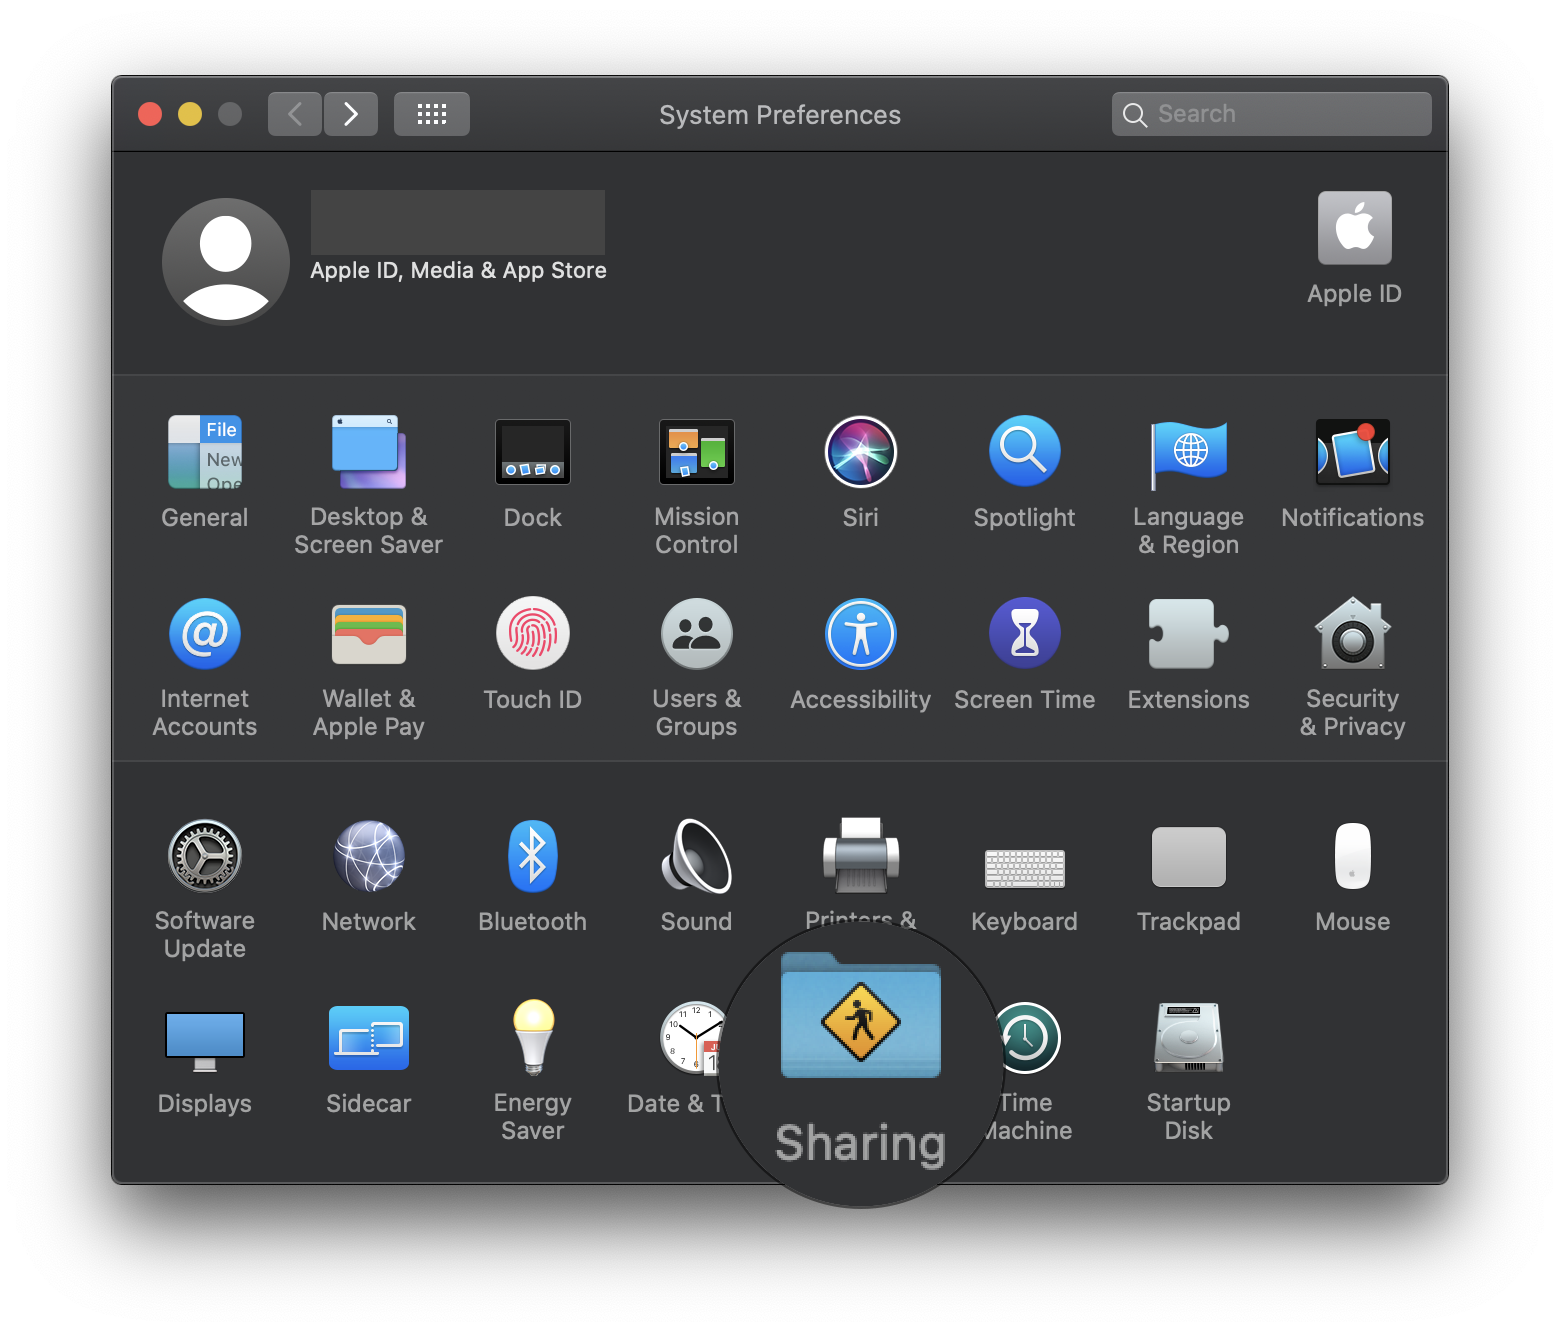 System Preferences
Search
Apple ID, Media & App Store
Apple ID
File
New
Ope
General
Desktop &
Screen Saver
Dock
Mission
Control
Siri
Spotlight
Language
& Region
Notifications
Internet
Accounts
Wallet &
Apple Pay
Touch ID
Users &
Groups
Accessibility
Screen Time
Extensions
Security
& Privacy
Software
Update
Network
Bluetooth
Sound
Printers &
Keyboard
Trackpad
Mouse
Displays
Sidecar
Energy
Saver
Date & T
Sharing
Time
Machine
Startup
Disk